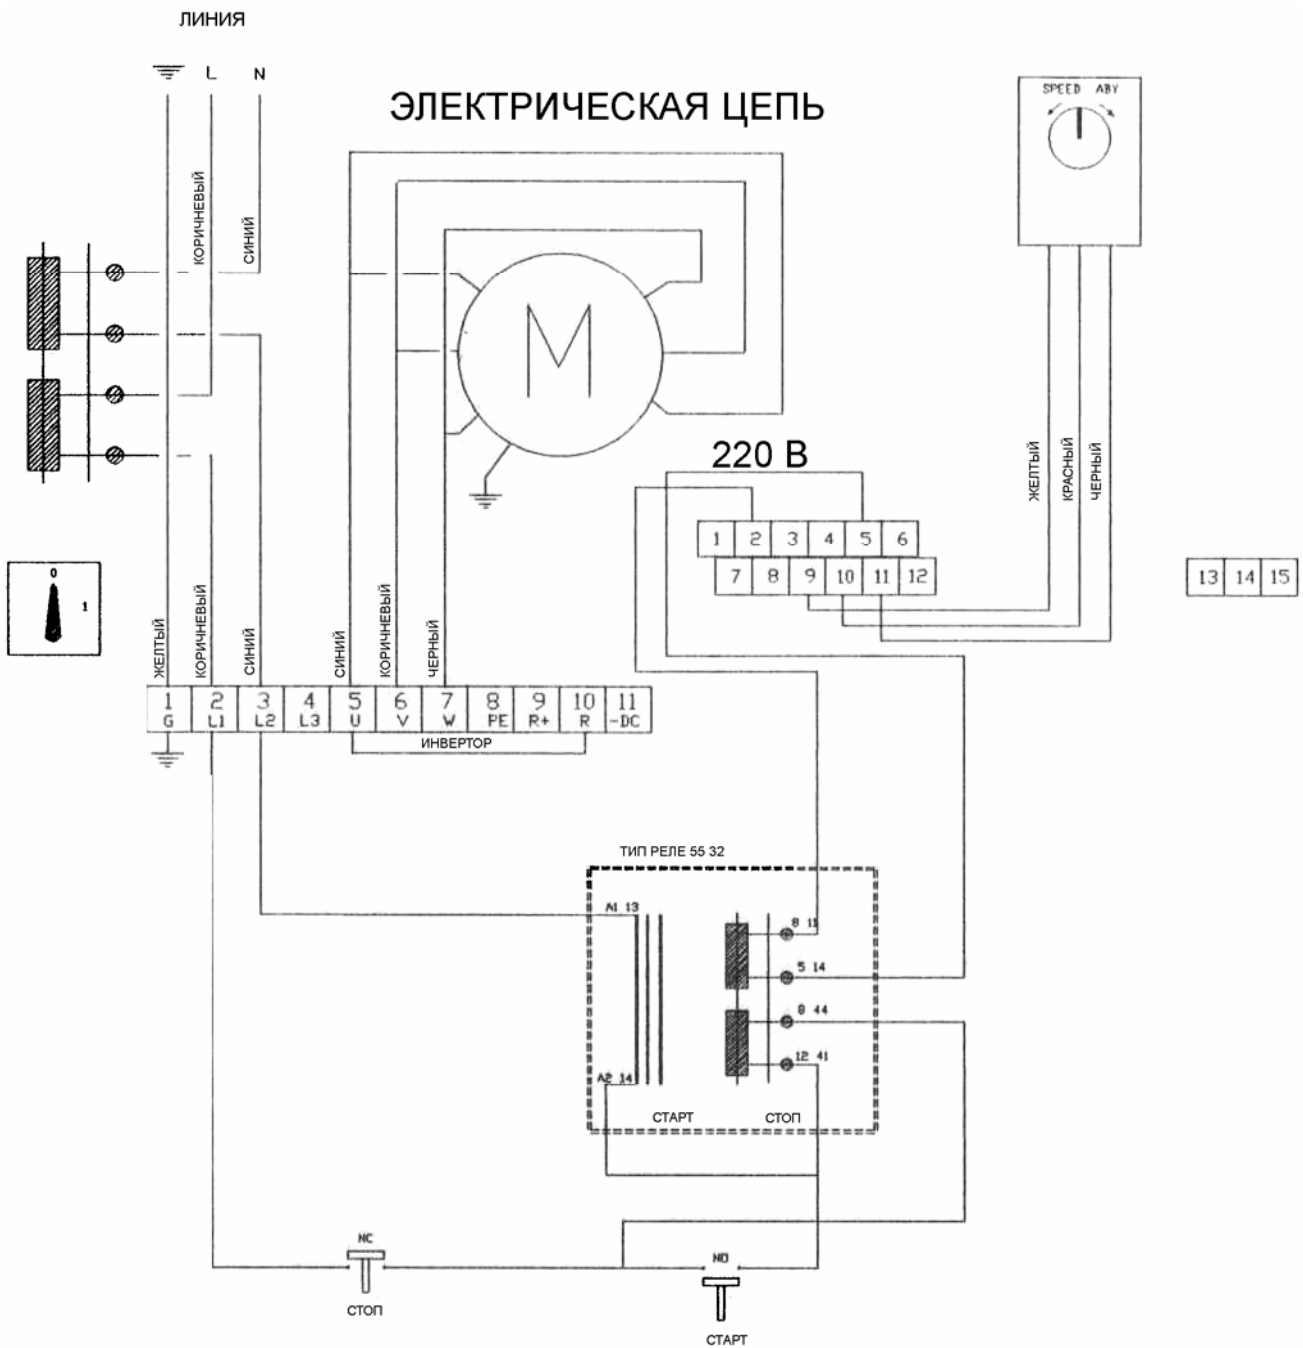 ЛИНИЯ
L N
ЭЛЕКТРИЧЕСКАЯ ЦЕПЬ
SPEED ABY
КОРИЧНЕВЫЙ
СИНИЙ
220 В
ЖЕЛТЫЙ
КРАСНЫЙ
ЧЕРНЫЙ
1 2 3 4 5 6
7 8 9 10 11 12
13 14 15
0
1
ЖЕЛТЫЙ
КОРИЧНЕВЫЙ
СИНИЙ
СИНИЙ
КОРИЧНЕВЫЙ
ЧЕРНЫЙ
M
1 2 3 4 5 6 7 8 9 10 11
G L1 L2 L3 U V W PE R+ R -DC
ИНВЕРТОР
ТИП РЕЛЕ 55 32
A1 13
8 11
5 14
8 44
12 41
A2 14
СТАРТ СТОП
NC
СТОП
NO
СТАРТ